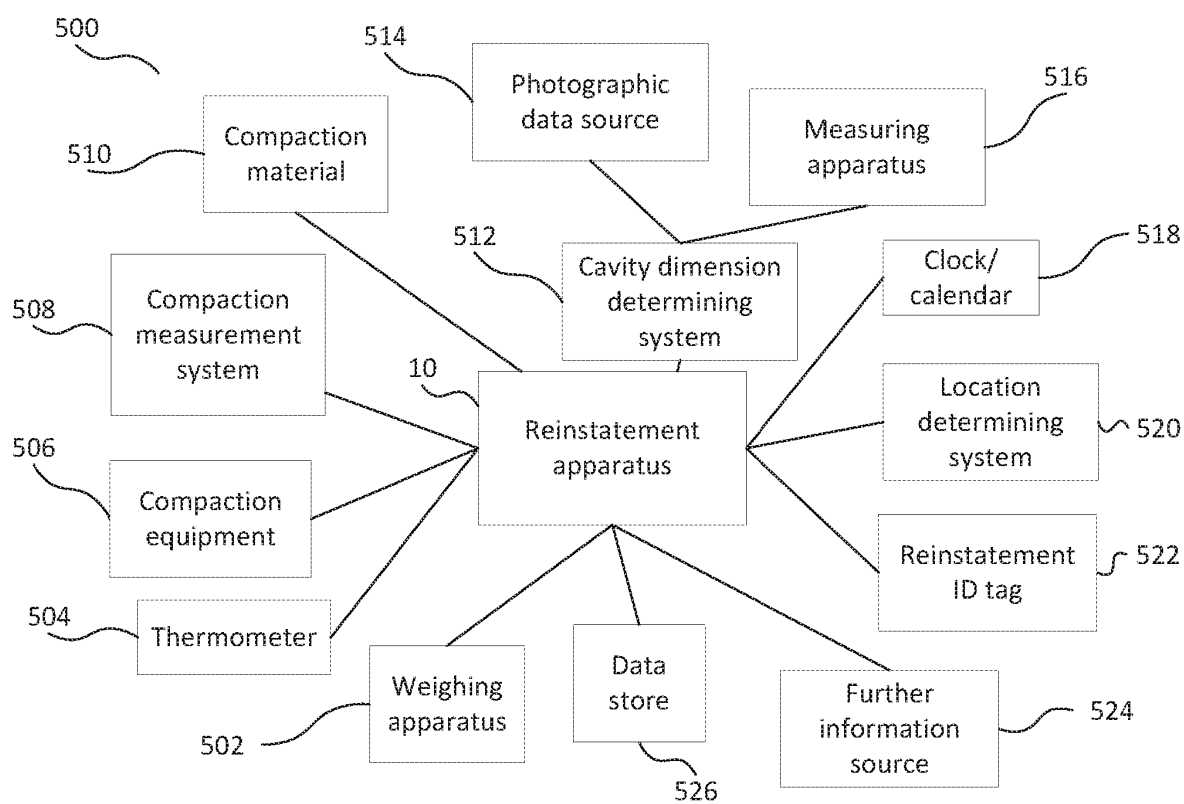 500
514
Photographic
data source
516
Measuring
apparatus
510
Compaction
material
512
Cavity dimension
determining
system
518
Clock/
calendar
508
Compaction
measurement
system
10
Reinstatement
apparatus
Location
determining
system
520
506
Compaction
equipment
Reinstatement
ID tag
522
504
Thermometer
Weighing
apparatus
502
Data
store
526
Further
information
source
524